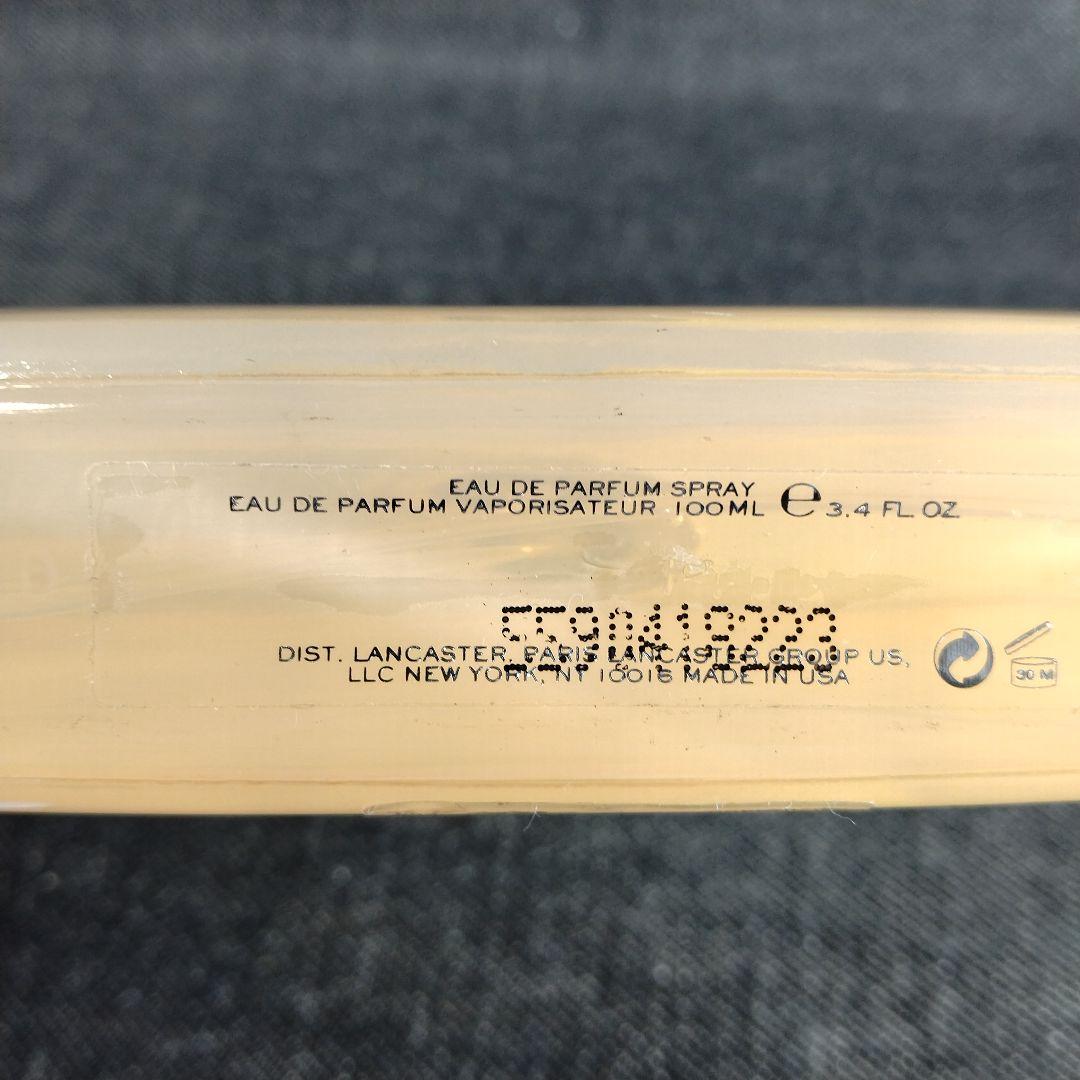 EAU DE PARFUM SPRAY
EAU DE PARFUM VAPORISATEUR 100ML ℮ 3.4 FL. OZ.
DIST. LANCASTER, PARIS LANCASTER GROUP US,
LLC NEW YORK, NY 10016 MADE IN USA
30 M